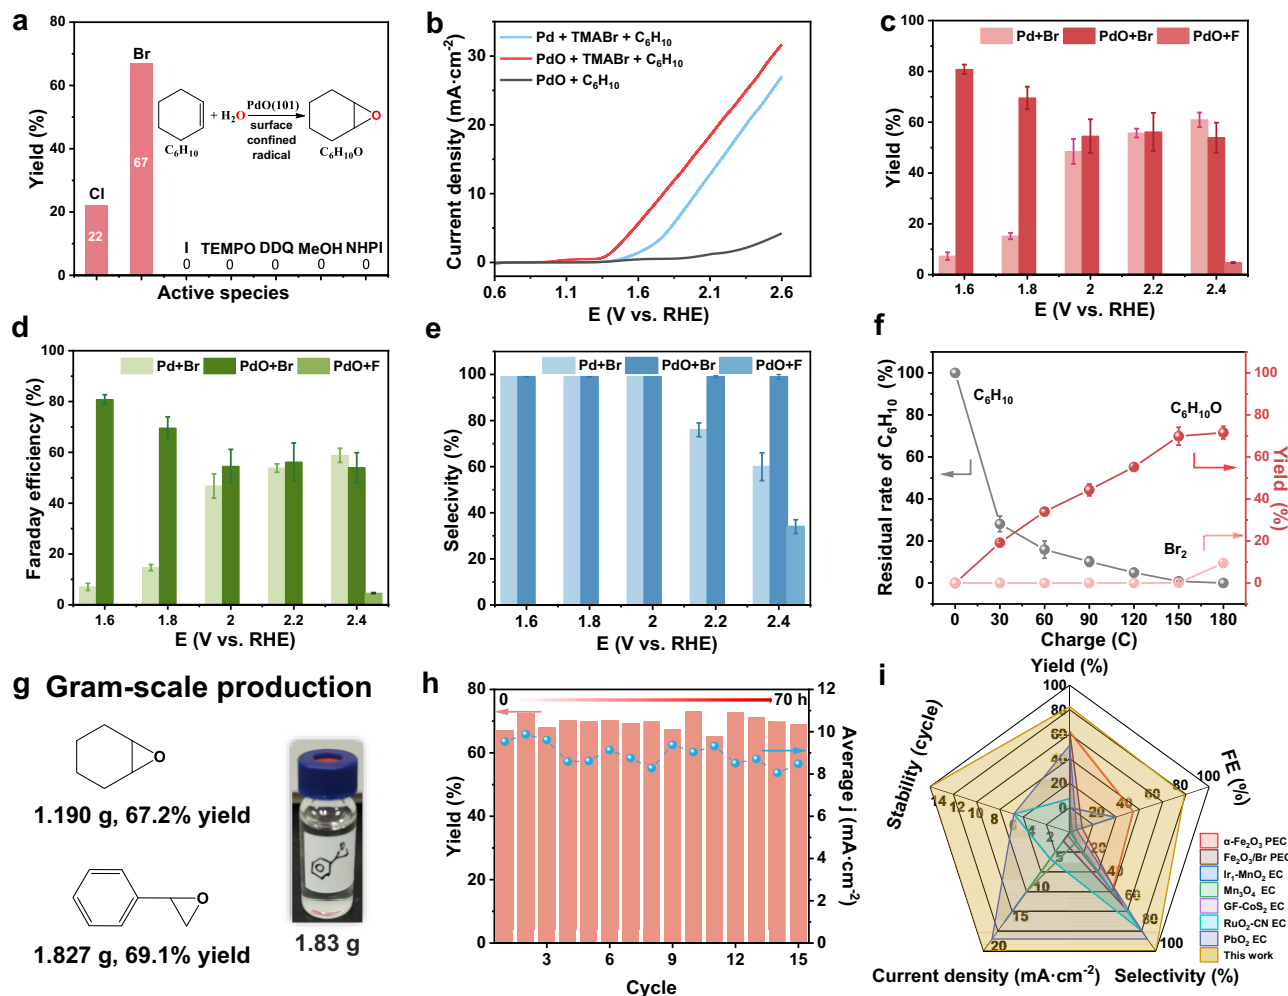 a
Yield (%)
80
60
40
20
0
Cl
22
Br
67
I
0
TEMPO
0
DDQ
0
MeOH
0
NHPI
0
C₆H₁₀
+ H₂O
PdO(101)
surface
confined
radical
O
C₆H₁₀O
Active species
b
Current density (mA·cm⁻²)
30
20
10
0
Pd + TMABr + C₆H₁₀
PdO + TMABr + C₆H₁₀
PdO + C₆H₁₀
0.6 1.1 1.6 2.1 2.6
E (V vs. RHE)
c
Yield (%)
100
80
60
40
20
0
Pd+Br PdO+Br PdO+F
1.6 1.8 2 2.2 2.4
E (V vs. RHE)
d
Faraday efficiency (%)
100
80
60
40
20
0
Pd+Br PdO+Br PdO+F
1.6 1.8 2 2.2 2.4
E (V vs. RHE)
e
Selecivity (%)
100
80
60
40
20
0
Pd+Br PdO+Br PdO+F
1.6 1.8 2 2.2 2.4
E (V vs. RHE)
f
Residual rate of C₆H₁₀ (%)
100
80
60
40
20
0
C₆H₁₀
C₆H₁₀O
Br₂
0 30 60 90 120 150 180
Charge (C)
100
80
60
40
20
0
Yield (%)
g Gram-scale production
O
1.190 g, 67.2% yield
O
1.827 g, 69.1% yield
1.83 g
h
Yield (%)
80
70
60
50
40
30
20
10
0
0 70 h
3 6 9 12 15
Cycle
12
10
8
6
4
2
0
Average j (mA·cm⁻²)
i
Yield (%)
100
80
60
40
20
0
FE (%)
20 40 60 80 100
Selectivity (%)
20 40 60 80 100
Current density (mA·cm⁻²)
5 10 15 20
Stability (cycle)
2 4 6 8 10 12 14
α-Fe₂O₃ PEC
Fe₂O₃/Br PEC
Ir₁-MnO₂ EC
Mn₃O₄ EC
GF-CoS₂ EC
RuO₂-CN EC
PbO₂ EC
This work